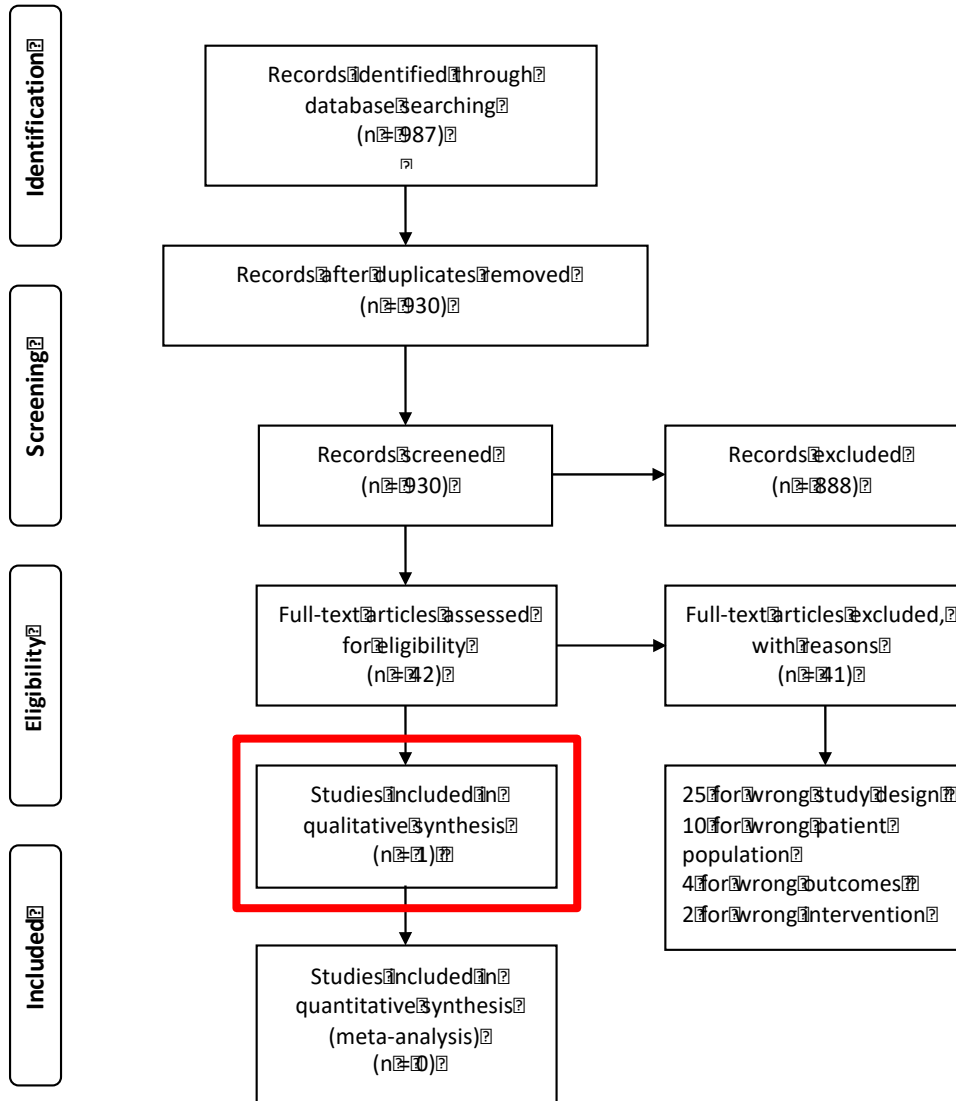 Identification
Records identified through
database searching
(n = 987)
Records after duplicates removed
(n = 930)
Screening
Records screened
(n = 930)
Records excluded
(n = 888)
Eligibility
Full-text articles assessed
for eligibility
(n = 42)
Full-text articles excluded,
with reasons
(n = 41)
Studies included in
qualitative synthesis
(n = 1)
25 for wrong study design
10 for wrong patient
population
4 for wrong outcomes
2 for wrong intervention
Included
Studies included in
quantitative synthesis
(meta-analysis)
(n = 0)